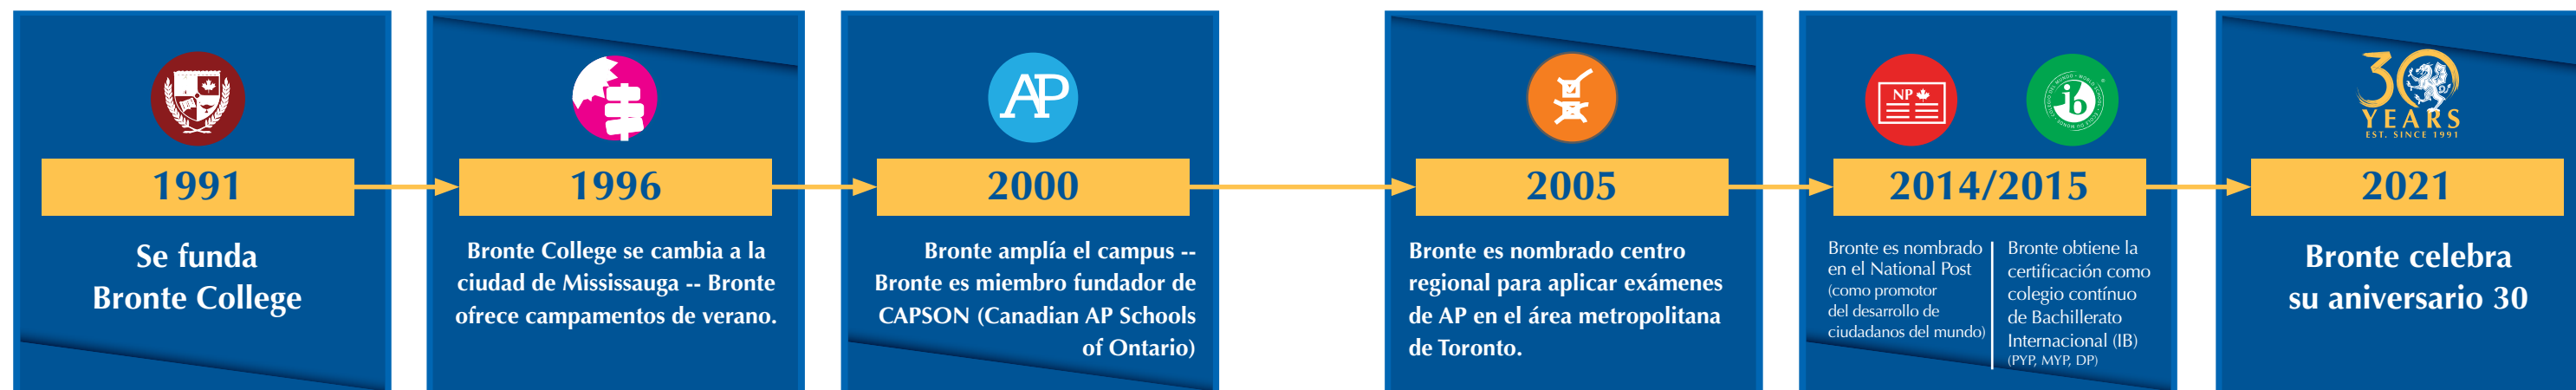 1991
Se funda
Bronte College
1996
Bronte College se cambia a la
ciudad de Mississauga -- Bronte
ofrece campamentos de verano.
AP
2000
Bronte amplía el campus --
Bronte es miembro fundador de
CAPSON (Canadian AP Schools
of Ontario)
2005
Bronte es nombrado centro
regional para aplicar exámenes
de AP en el área metropolitana
de Toronto.
NP
ib
2014/2015
Bronte es nombrado
en el National Post
(como promotor
del desarrollo de
ciudadanos del mundo)
Bronte obtiene la
certificación como
colegio contínuo
de Bachillerato
Internacional (IB)
(PYP, MYP, DP)
30
YEARS
EST. SINCE 1991
2021
Bronte celebra
su aniversario 30